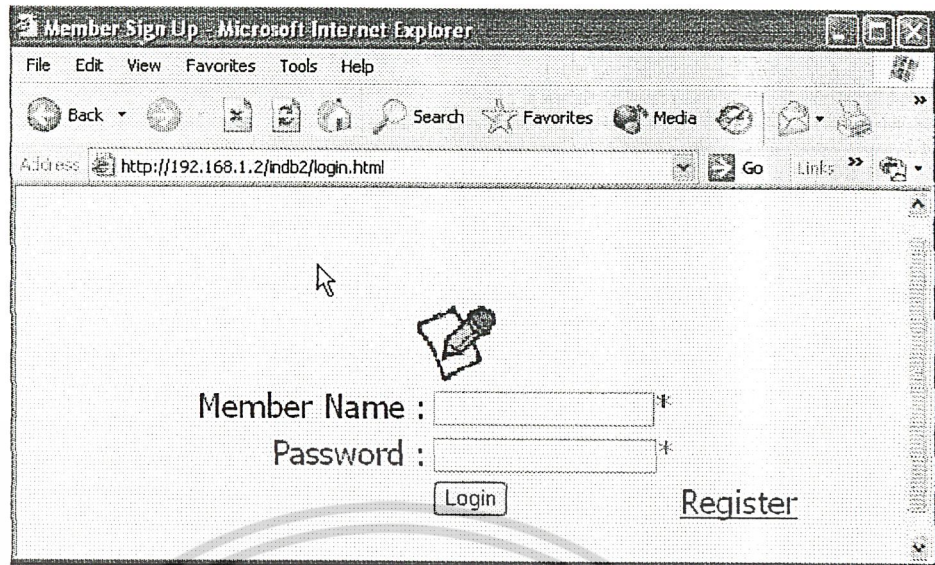 Member Sign Up - Microsoft Internet Explorer
File Edit View Favorites Tools Help
Back Search Favorites Media »
Address http://192.168.1.2/indb2/login.html Go Links »
Member Name : *
Password : *
Login Register